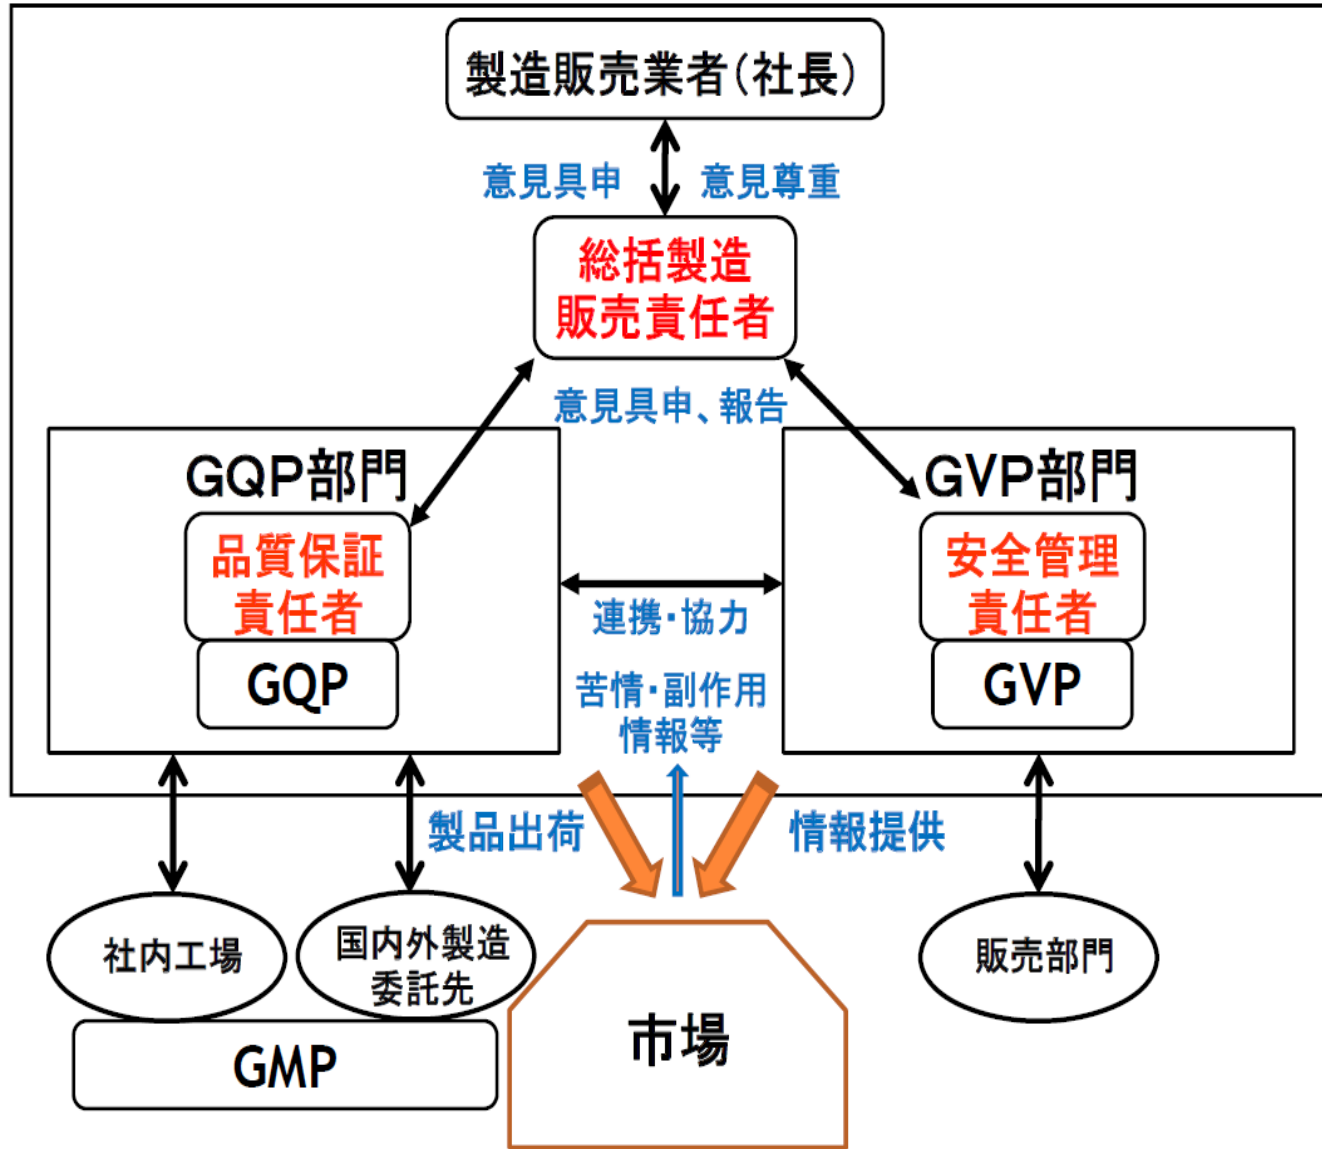 製造販売業者(社長)
意見具申
意見尊重
総括製造
販売責任者
意見具申、報告
GQP部門
品質保証
責任者
GQP
GVP部門
安全管理
責任者
GVP
連携・協力
苦情・副作用
情報等
製品出荷
情報提供
社内工場
国内外製造
委託先
GMP
市場
販売部門